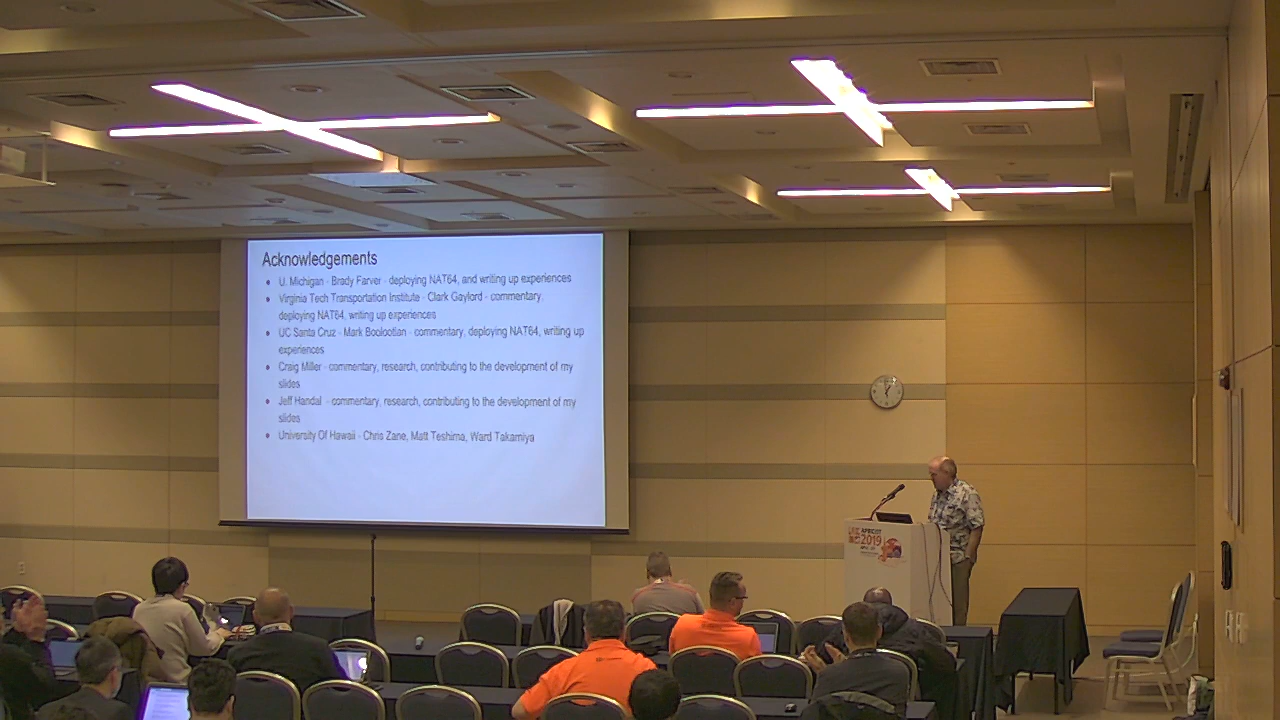 Acknowledgements
U. Michigan - Brady Farver - deploying NAT64, and writing up experiences
Virginia Tech Transportation Institute - Clark Gaylord - commentary,
deploying NAT64, writing up experiences
UC Santa Cruz - Mark Boolootian - commentary, deploying NAT64, writing up
experiences
Craig Miller - commentary, research, contributing to the development of my
slides
Jeff Handal - commentary, research, contributing to the development of my
slides
University Of Hawaii - Chris Zane, Matt Teshima, Ward Takamiya
APRICOT
2019